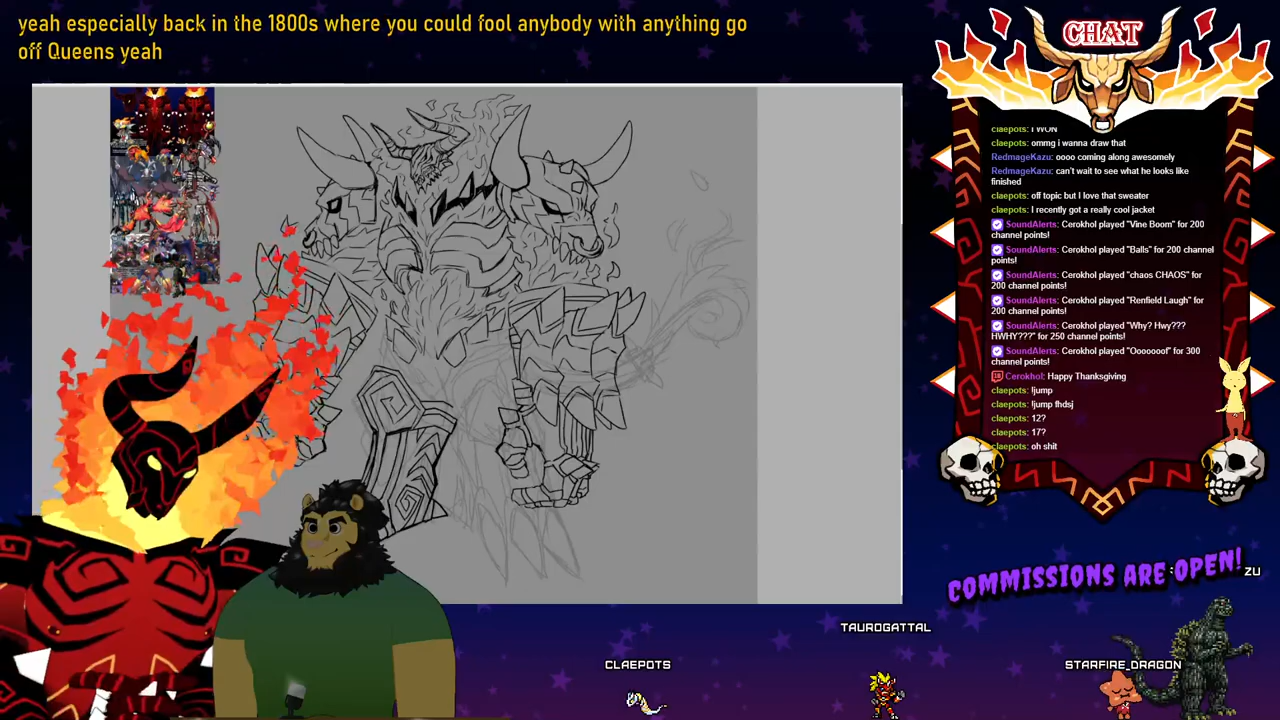 yeah especially back in the 1800s where you could fool anybody with anything go
off Queens yeah
CHAT
claepots: I WON
claepots: ommg i wanna draw that
RedmageKazu: oooo coming along awesomely
RedmageKazu: can't wait to see what he looks like
finished
claepots: off topic but I love that sweater
claepots: I recently got a really cool jacket
SoundAlerts: Cerokhol played "Vine Boom" for 200
channel points!
SoundAlerts: Cerokhol played "Balls" for 200 channel
points!
SoundAlerts: Cerokhol played "chaos CHAOS" for
200 channel points!
SoundAlerts: Cerokhol played "Renfield Laugh" for
200 channel points!
SoundAlerts: Cerokhol played "Why? Hwy???
HWHY???" for 250 channel points!
SoundAlerts: Cerokhol played "Ooooooof" for 300
channel points!
Cerokhol: Happy Thanksgiving
claepots: !jump
claepots: !jump fhdsj
claepots: 12?
claepots: 17?
claepots: oh shit
COMMISSIONS ARE OPEN!
ZU
TAUROGATTAL
CLAEPOTS
STARFIRE_DRAGON